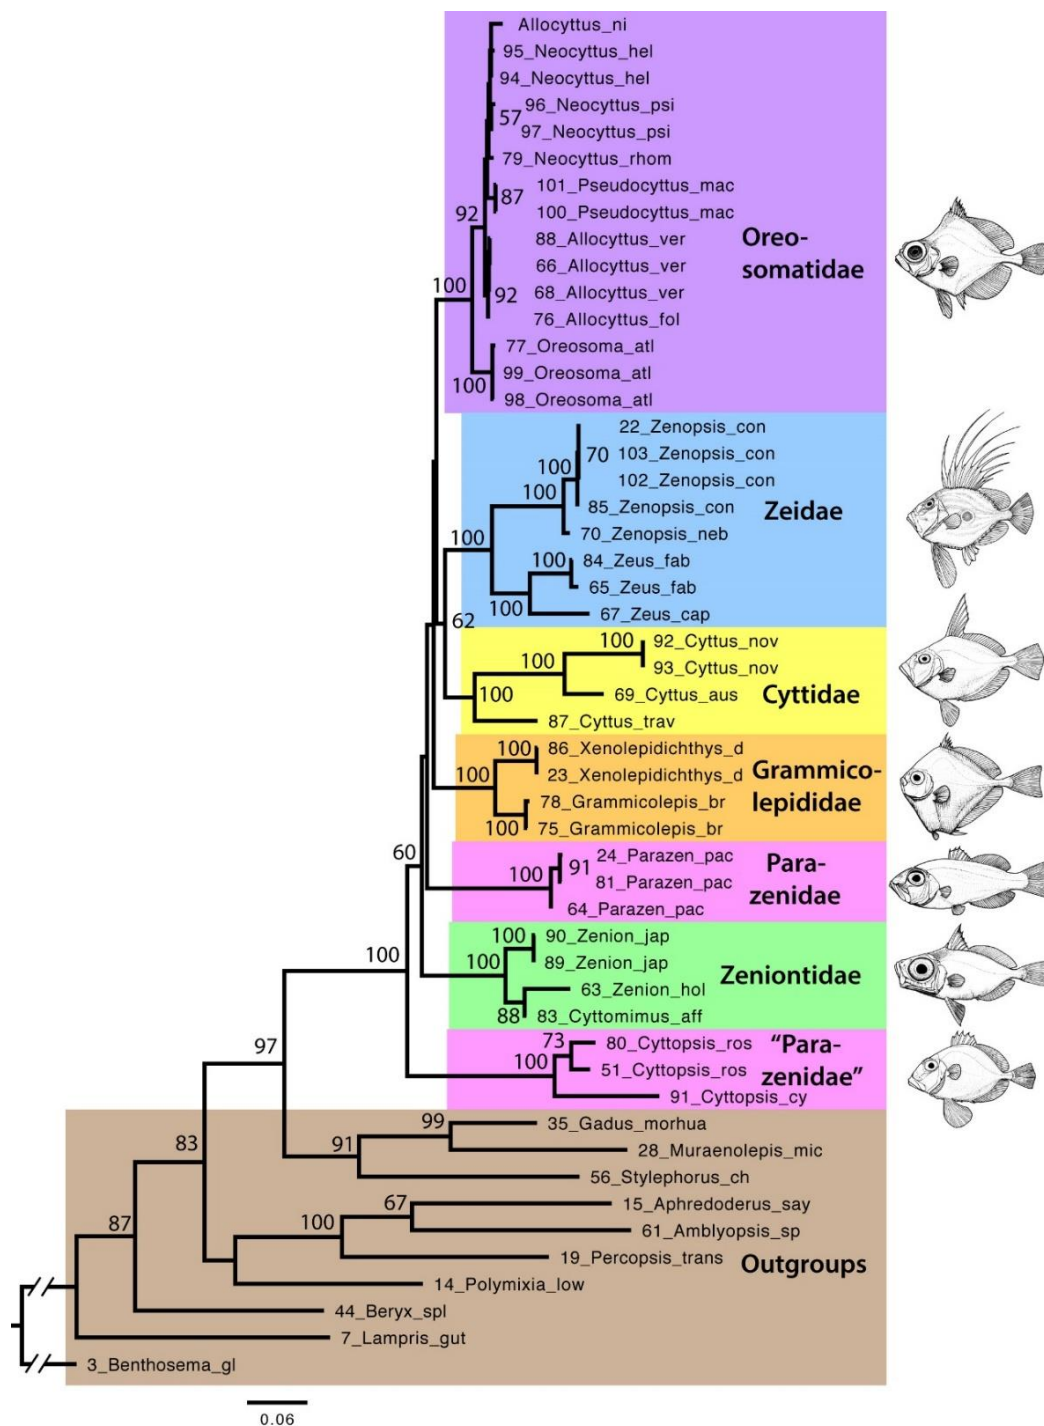 Allocyttus_ni
95_Neocyttus_hel
94_Neocyttus_hel
96_Neocyttus_psi
57
97_Neocyttus_psi
79_Neocyttus_rhom
101_Pseudocyttus_mac
87
100_Pseudocyttus_mac
92
88_Allocyttus_ver
Oreo-
66_Allocyttus_ver
somatidae
100
68_Allocyttus_ver
92
76_Allocyttus_fol
77_Oreosoma_atl
99_Oreosoma_atl
100
98_Oreosoma_atl
22_Zenopsis_con
103_Zenopsis_con
70
100
102_Zenopsis_con
100
85_Zenopsis_con
Zeidae
70_Zenopsis_neb
100
100
84_Zeus_fab
65_Zeus_fab
100
67_Zeus_cap
62
100
92_Cyttus_nov
100
93_Cyttus_nov
69_Cyttus_aus
Cyttidae
100
87_Cyttus_trav
100
86_Xenolepidichthys_d
100
23_Xenolepidichthys_d
Grammico-
lepididae
78_Grammicolepis_br
100
75_Grammicolepis_br
60
24_Parazen_pac
91
Para-
100
81_Parazen_pac
zenidae
64_Parazen_pac
100
90_Zenion_jap
100
89_Zenion_jap
Zeniontidae
100
63_Zenion_hol
88
83_Cyttomimus_aff
97
73
80_Cyttopsis_ros
"Para-
100
51_Cyttopsis_ros
zenidae"
91_Cyttopsis_cy
99
35_Gadus_morhua
83
91
28_Muraenolepis_mic
56_Stylephorus_ch
67
15_Aphredoderus_say
87
100
61_Amblyopsis_sp
19_Percopsis_trans
Outgroups
14_Polymixia_low
44_Beryx_spl
7_Lampris_gut
3_Benthosema_gl
0.06